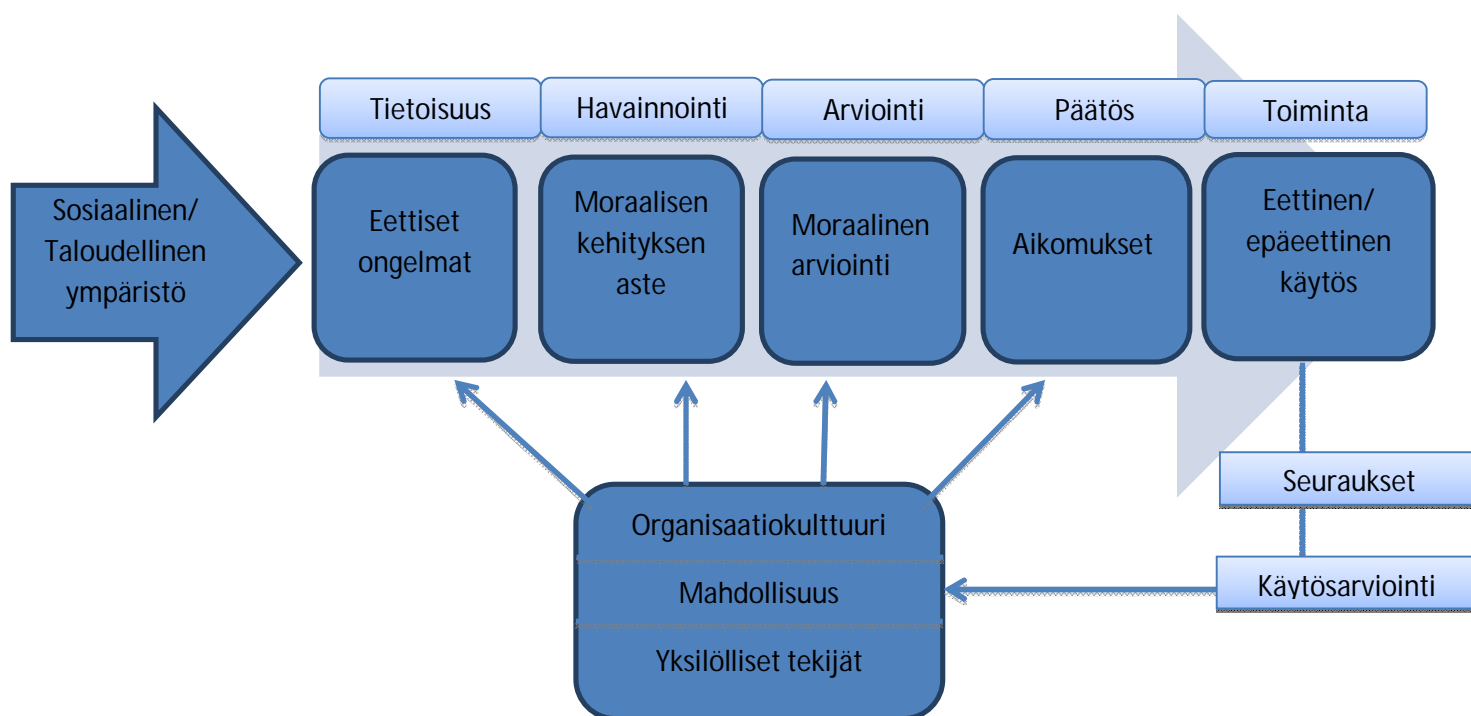 Tietoisuus
Havainnointi
Arviointi
Päätös
Toiminta
Sosiaalinen/
Taloudellinen
ympäristö
Eettiset
ongelmat
Moraalisen
kehityksen
aste
Moraalinen
arviointi
Aikomukset
Eettinen/
epäeettinen
käytös
Seuraukset
Organisaatiokulttuuri
Mahdollisuus
Käytösarviointi
Yksilölliset tekijät